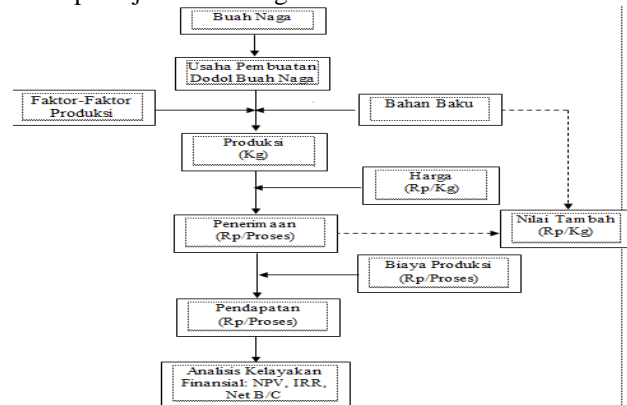 Buah Naga
Usaha Pembuatan
Dodol Buah Naga
Faktor-Faktor
Produksi
Bahan Baku
Produksi
(Kg)
Harga
(Rp/Kg)
Penerimaan
(Rp/Proses)
Nilai Tambah
(Rp/Kg)
Biaya Produksi
(Rp/Proses)
Pendapatan
(Rp/Proses)
Analisis Kelayakan
Finansial: NPV, IRR,
Net B/C